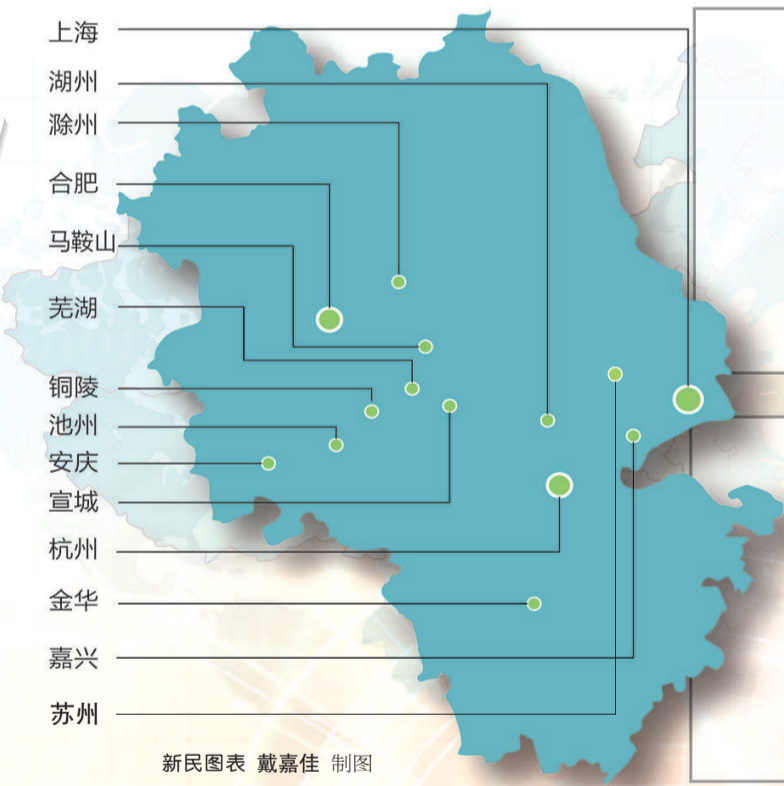 上海
湖州
滁州
合肥
马鞍山
芜湖
铜陵
池州
安庆
宣城
杭州
金华
嘉兴
苏州
新民图表 戴嘉佳 制图